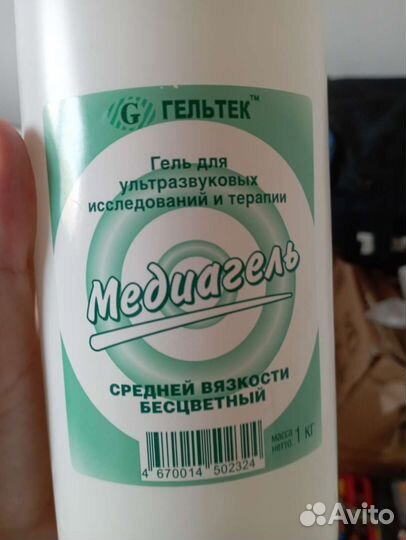 G ГЕЛЬТЕК™
Гель для
ультразвуковых
исследований и терапии
Медиагель
СРЕДНЕЙ ВЯЗКОСТИ
БЕСЦВЕТНЫЙ
масса нетто: 1 кг
4 670014 502324
Avito